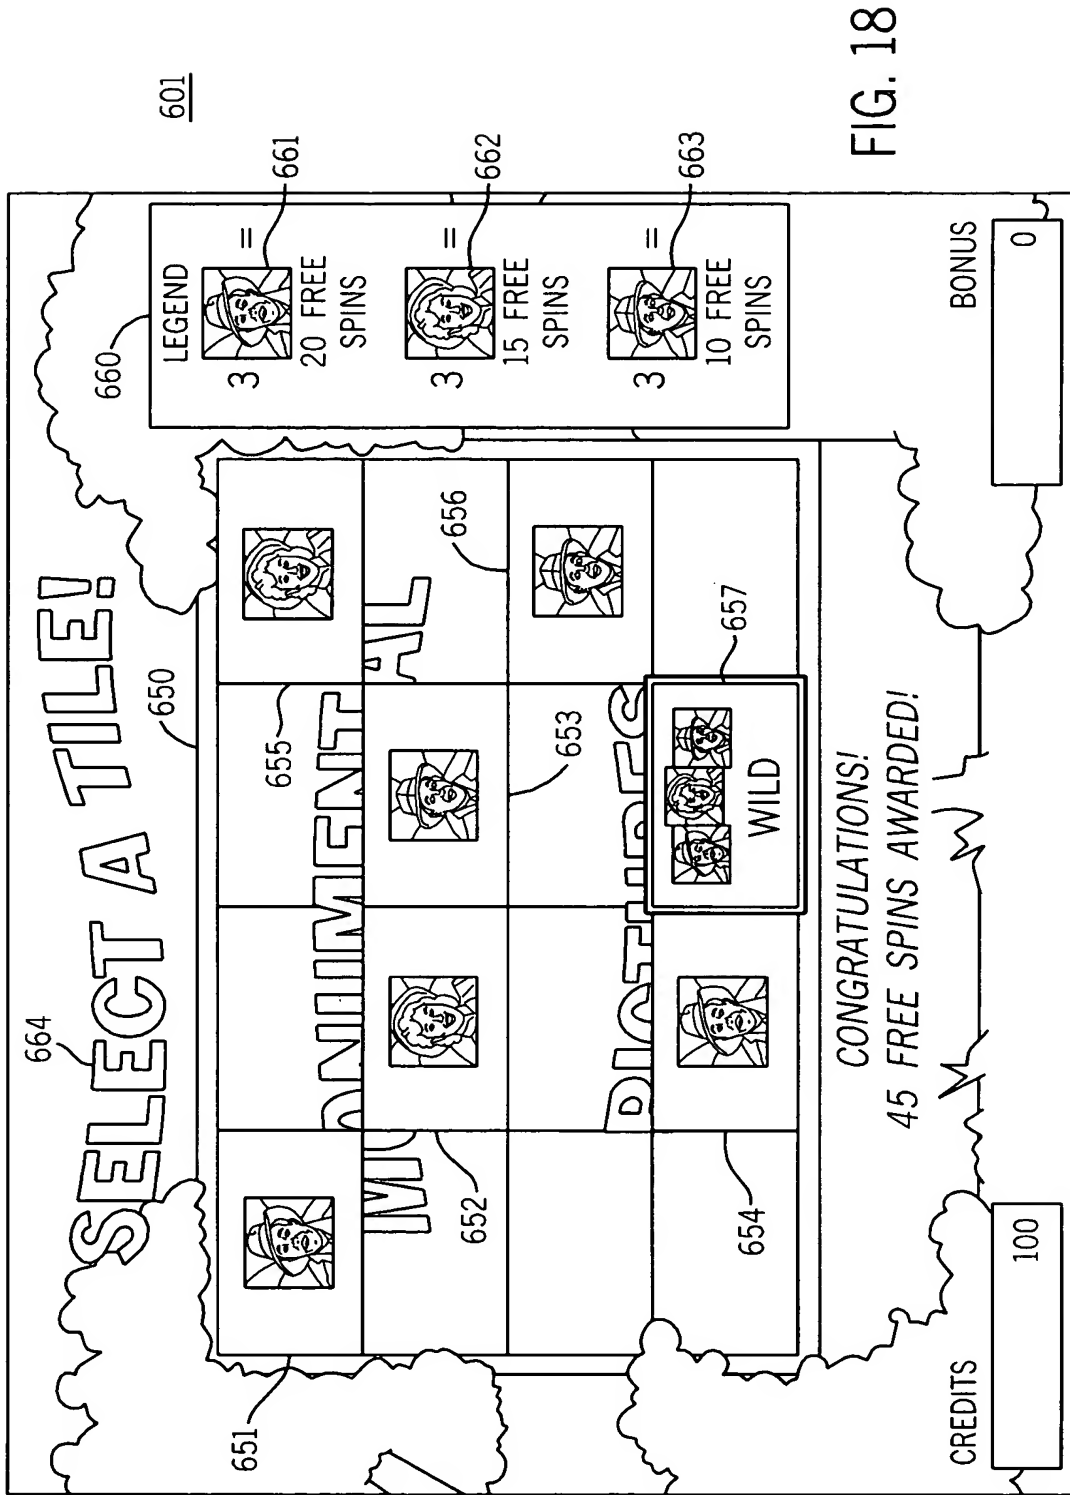 601
664
SELECT A TILE!
650
660
LEGEND
3 =
20 FREE
SPINS
661
3 =
15 FREE
SPINS
662
3 =
10 FREE
SPINS
663
651
655
MONUMENTAL
652
656
653
PICTURES
654
657
WILD
CONGRATULATIONS!
45 FREE SPINS AWARDED!
CREDITS
100
BONUS
0
FIG. 18